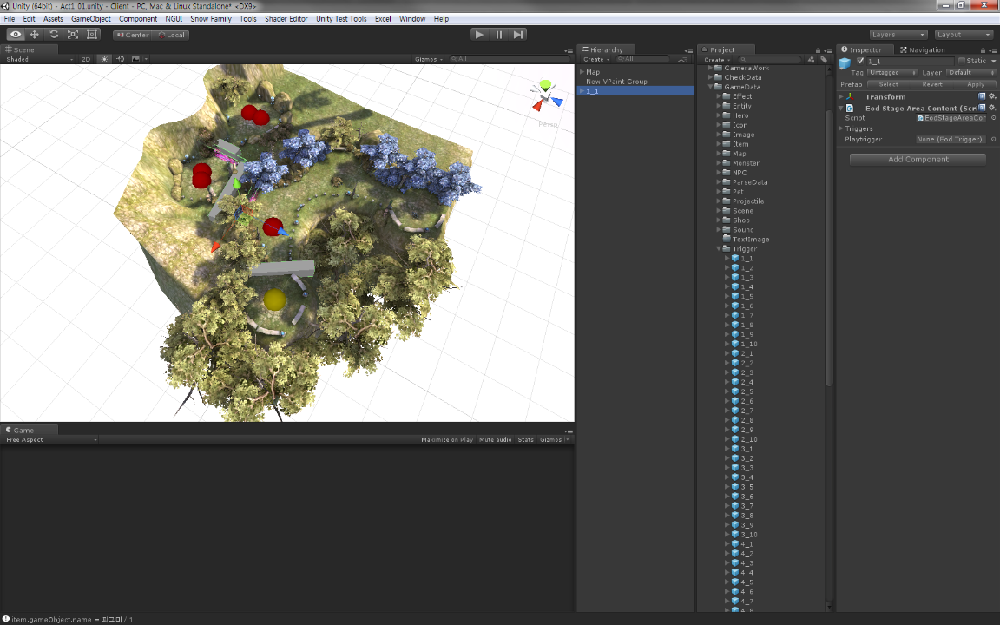 Unity (64bit) - Act1_01.unity - Client - PC, Mac & Linux Standalone* <DX9>
File Edit Assets GameObject Component NGUI Snow Family Tools Shader Editor Unity Test Tools Excel Window Help
Center Local Layers Layout
Scene
Shaded 2D Gizmos All
Persp
Game
Free Aspect Maximize on Play Mute audio Stats Gizmos
Hierarchy
Create All
Map
New VPaint Group
1_1
Project
Create
CameraWork
CheckData
GameData
Effect
Entity
Hero
Icon
Image
Item
Map
Monster
NPC
ParseData
Pet
Projectile
Scene
Shop
Sound
TextImage
Trigger
1_1
1_2
1_3
1_4
1_5
1_6
1_7
1_8
1_9
1_10
2_1
2_2
2_3
2_4
2_5
2_6
2_7
2_8
2_9
2_10
3_1
3_2
3_3
3_4
3_5
3_6
3_7
3_8
3_9
3_10
4_1
4_2
4_3
4_4
4_5
4_6
4_7
4_8
Inspector Navigation
1_1 Static
Tag Untagged Layer Default
Prefab Select Revert Apply
Transform
Eod Stage Area Content (Scri
Script EodStageAreaCor
Triggers
Playtrigger None (Eod Trigger)
Add Component
item.gameObject.name = 피그미 / 1